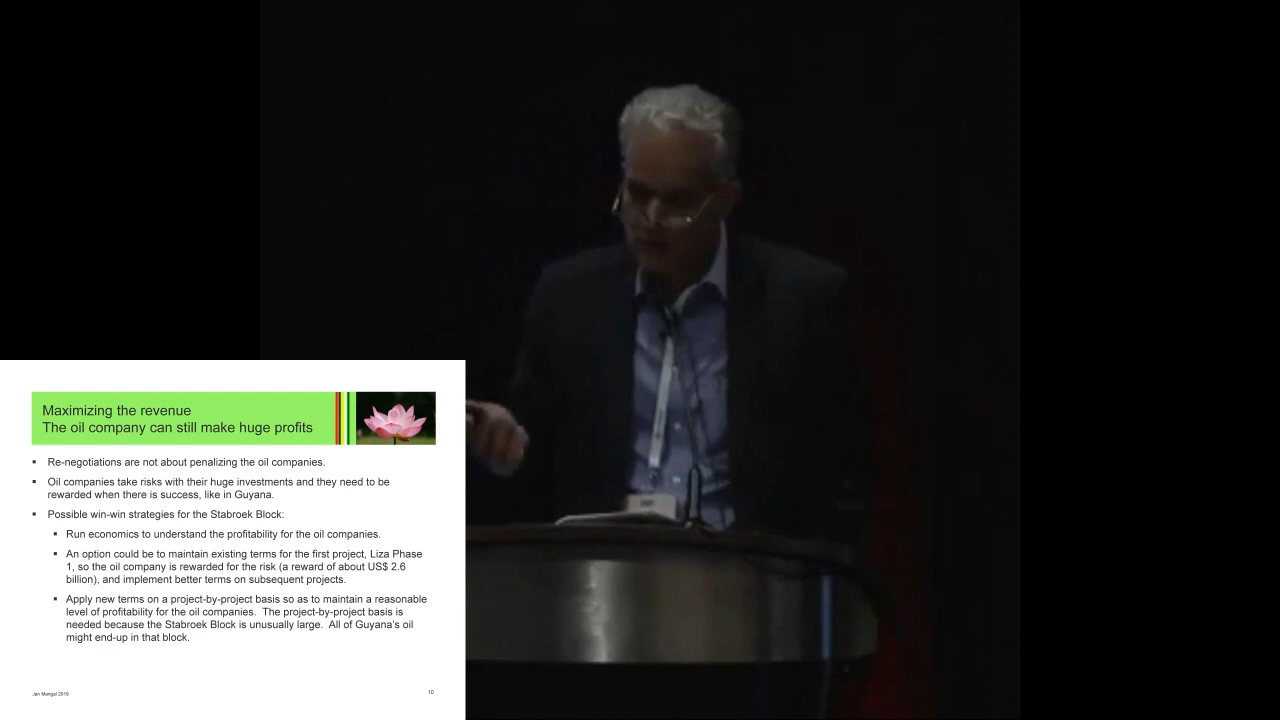 Maximizing the revenue
The oil company can still make huge profits
▪ Re-negotiations are not about penalizing the oil companies.
▪ Oil companies take risks with their huge investments and they need to be
rewarded when there is success, like in Guyana.
▪ Possible win-win strategies for the Stabroek Block:
▪ Run economics to understand the profitability for the oil companies.
▪ An option could be to maintain existing terms for the first project, Liza Phase
1, so the oil company is rewarded for the risk (a reward of about US$ 2.6
billion), and implement better terms on subsequent projects.
▪ Apply new terms on a project-by-project basis so as to maintain a reasonable
level of profitability for the oil companies. The project-by-project basis is
needed because the Stabroek Block is unusually large. All of Guyana's oil
might end-up in that block.
Jan Mangal 2019
10